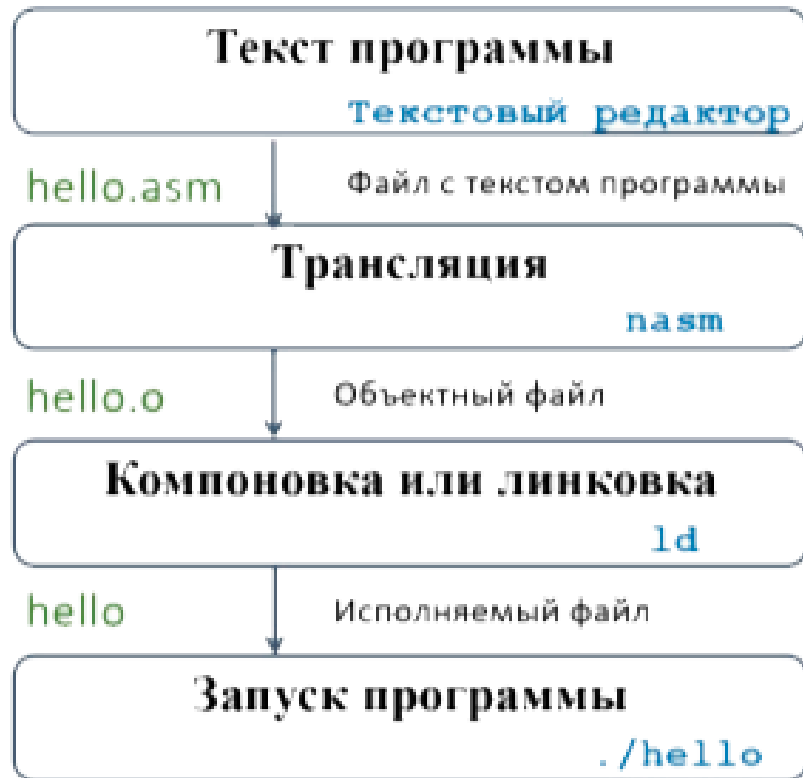 Текст программы
Текстовый редактор
hello.asm
Файл с текстом программы
Трансляция
nasm
hello.o
Объектный файл
Компоновка или линковка
ld
hello
Исполняемый файл
Запуск программы
./hello